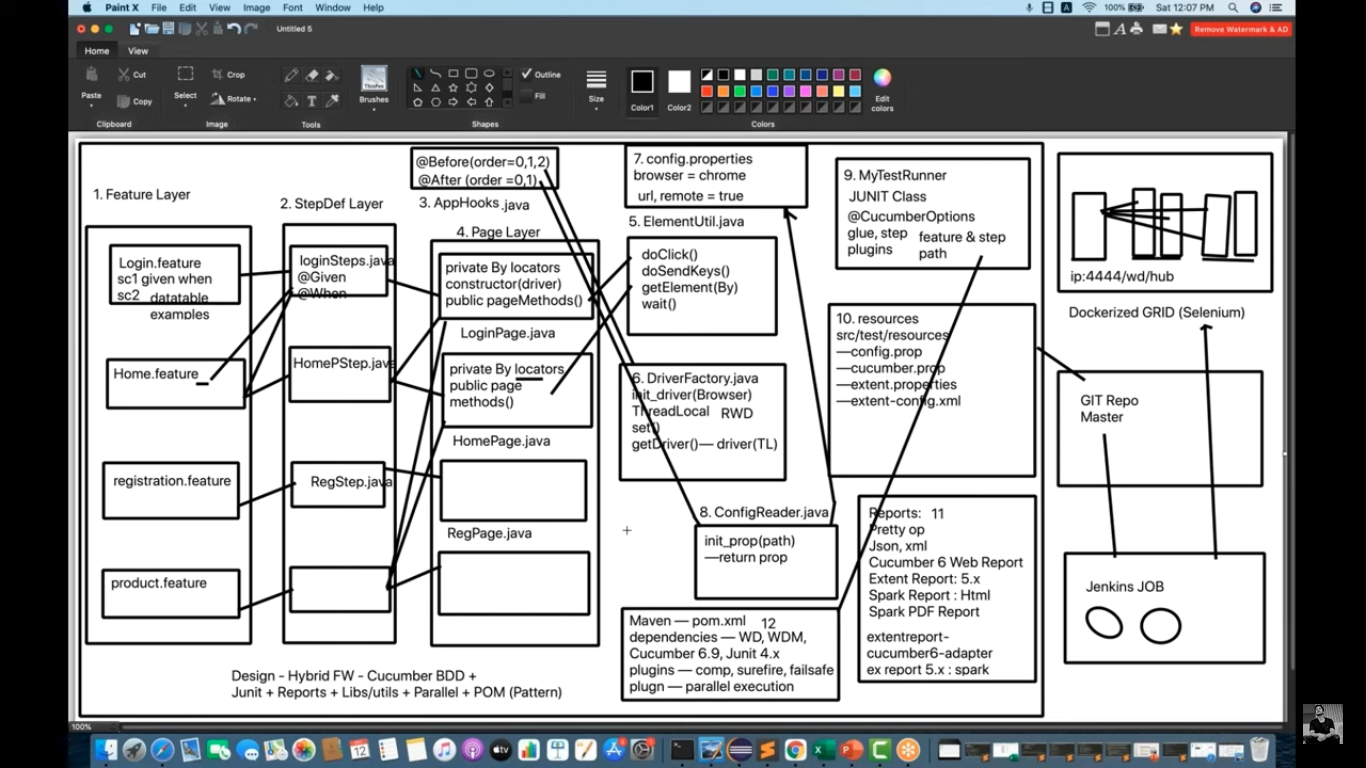 Paint X File Edit View Image Font Window Help
100% Sat 12:07 PM
Untitled 5
Remove Watermark & AD
Home View
Paste
Cut
Copy
Clipboard
Select
Crop
Rotate
Image
Tools
Brushes
Shapes
Outline
Fill
Size
Color1
Color2
Colors
Edit
colors
1. Feature Layer
Login.feature
sc1 given when
sc2 datatable
examples
Home.feature
registration.feature
product.feature
2. StepDef Layer
loginSteps.java
@Given
@When
HomePStep.java
RegStep.java
@Before(order=0,1,2)
@After (order =0,1)
3. AppHooks.java
4. Page Layer
private By locators
constructor(driver)
public pageMethods()
LoginPage.java
private By locators
public page
methods()
HomePage.java
RegPage.java
7. config.properties
browser = chrome
url, remote = true
5. ElementUtil.java
doClick()
doSendKeys()
getElement(By)
wait()
6. DriverFactory.java
init_driver(Browser)
ThreadLocal RWD
set()
getDriver()— driver(TL)
8. ConfigReader.java
init_prop(path)
—return prop
Maven — pom.xml 12
dependencies — WD, WDM,
Cucumber 6.9, Junit 4.x
plugins — comp, surefire, failsafe
plugn — parallel execution
9. MyTestRunner
JUNIT Class
@CucumberOptions
glue, step
plugins
feature & step
path
10. resources
src/test/resources
—config.prop
—cucumber.prop
—extent.properties
—extent-config.xml
Reports: 11
Pretty op
Json, xml
Cucumber 6 Web Report
Extent Report: 5.x
Spark Report : Html
Spark PDF Report
extentreport-
cucumber6-adapter
ex report 5.x : spark
ip:4444/wd/hub
Dockerized GRID (Selenium)
GIT Repo
Master
Jenkins JOB
Design - Hybrid FW - Cucumber BDD +
Junit + Reports + Libs/utils + Parallel + POM (Pattern)
100%